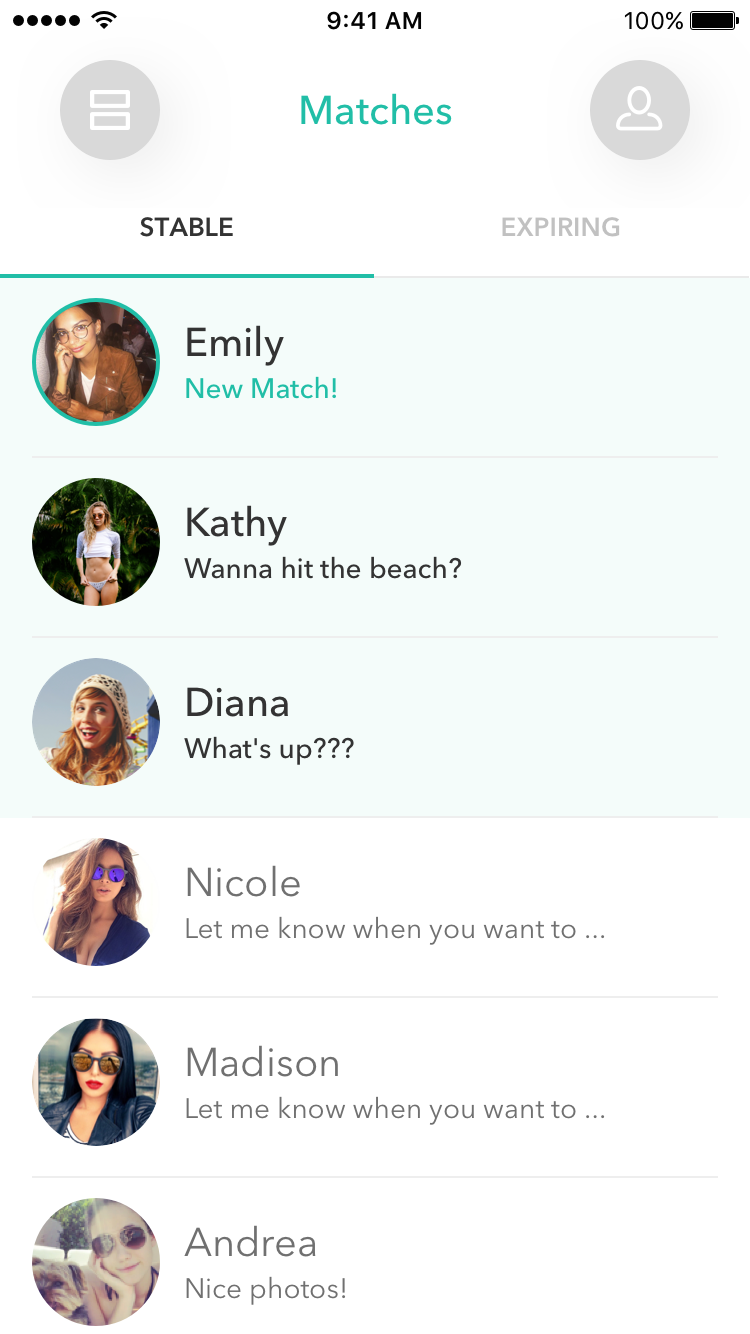 9:41 AM
100%
Matches
STABLE
EXPIRING
Emily
New Match!
Kathy
Wanna hit the beach?
Diana
What's up???
Nicole
Let me know when you want to ...
Madison
Let me know when you want to ...
Andrea
Nice photos!